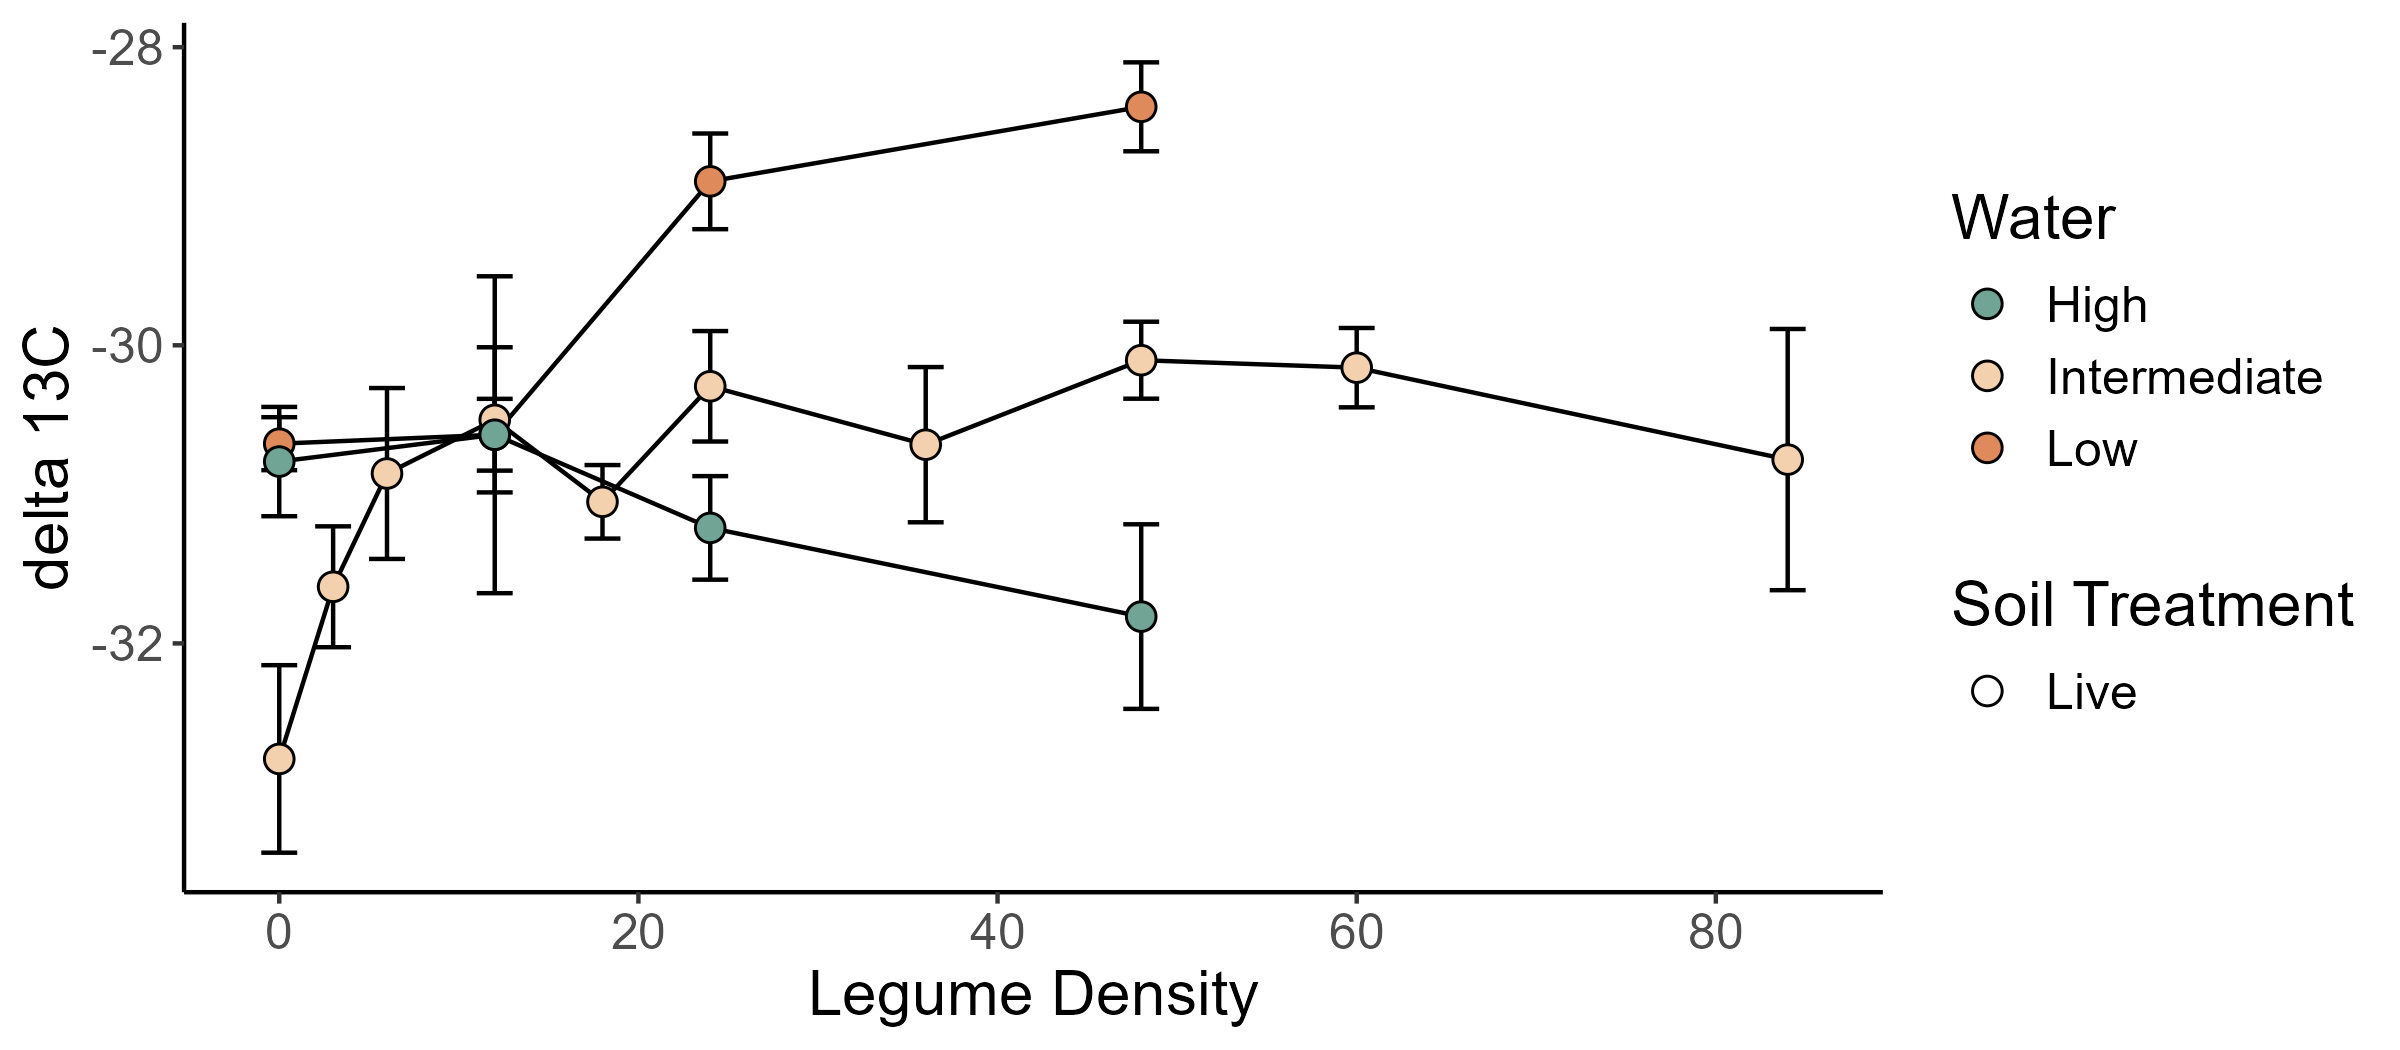 -28
-30
-32
delta 13C
0 20 40 60 80
Legume Density
Water
High
Intermediate
Low
Soil Treatment
Live